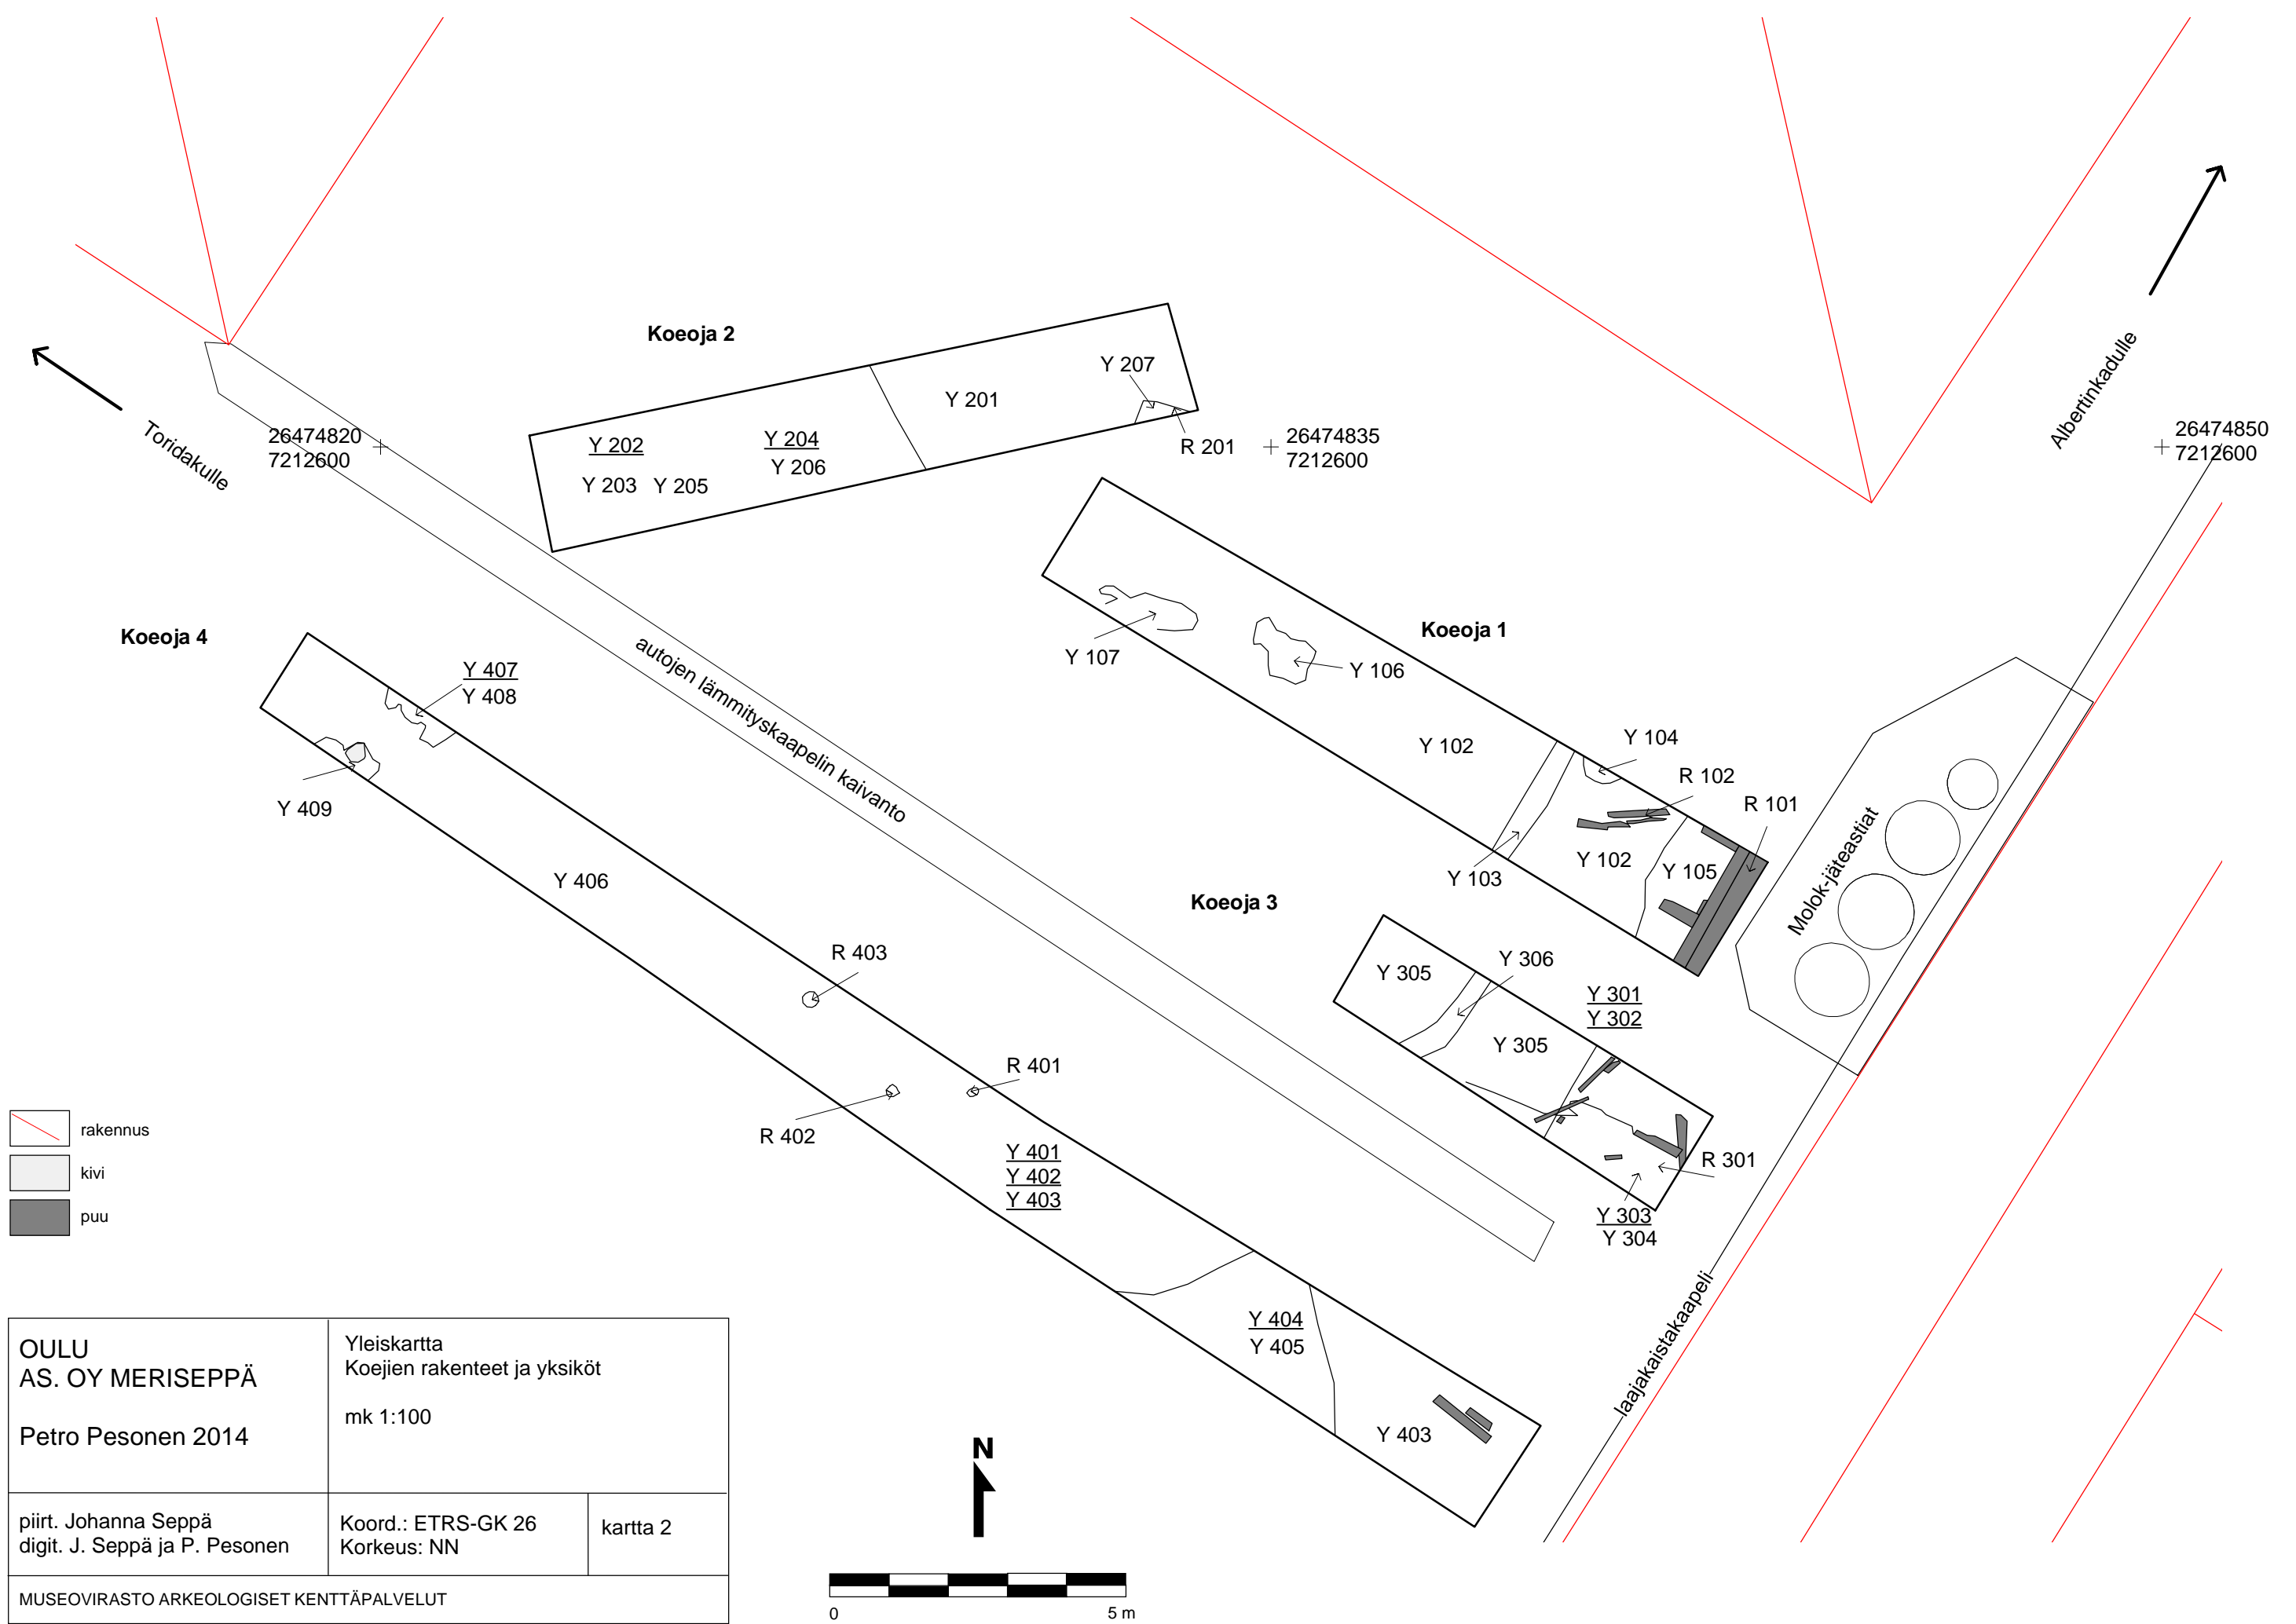 Koeoja 2
Y 207
Y 201
Toridakulle
26474820
7212600
Y 202
Y 204
Y 206
Y 203
Y 205
R 201
26474835
7212600
Albertinkadulle
26474850
7212600
Koeoja 4
Y 407
Y 408
autojen lämmityskaapelin kaivanto
Koeoja 1
Y 107
Y 106
Y 102
Y 104
R 102
R 101
Y 409
Y 103
Y 102
Y 105
Molok-jäteastiat
Y 406
Koeoja 3
R 403
Y 305
Y 306
Y 301
Y 302
Y 305
R 401
R 402
Y 401
Y 402
Y 403
R 301
Y 303
Y 304
rakennus
kivi
puu
Y 404
Y 405
Y 403
laajakaistakaapeli
OULU
AS. OY MERISEPPÄ
Petro Pesonen 2014
Yleiskartta
Koejien rakenteet ja yksiköt
mk 1:100
piirt. Johanna Seppä
digit. J. Seppä ja P. Pesonen
Koord.: ETRS-GK 26
Korkeus: NN
kartta 2
MUSEOVIRASTO ARKEOLOGISET KENTTÄPALVELUT
N
0
5 m